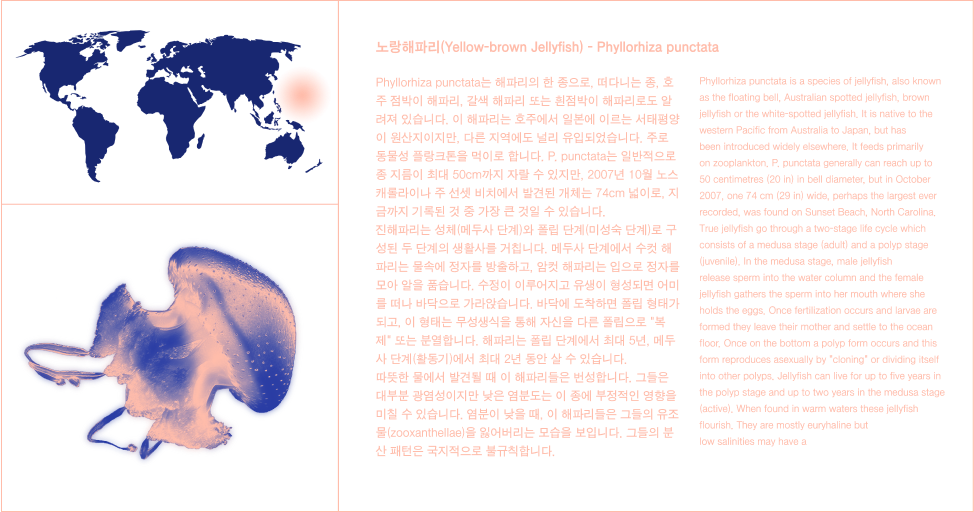 노랑해파리(Yellow-brown Jellyfish) - Phyllorhiza punctata
Phyllorhiza punctata는 해파리의 한 종으로, 떠다니는 종, 호
주 점박이 해파리, 갈색 해파리 또는 흰점박이 해파리로도 알
려져 있습니다. 이 해파리는 호주에서 일본에 이르는 서태평양
이 원산지이지만, 다른 지역에도 널리 유입되었습니다. 주로
동물성 플랑크톤을 먹이로 합니다. P. punctata는 일반적으로
종 지름이 최대 50cm까지 자랄 수 있지만, 2007년 10월 노스
캐롤라이나 주 선셋 비치에서 발견된 개체는 74cm 넓이로, 지
금까지 기록된 것 중 가장 큰 것일 수 있습니다.
진해파리는 성체(메두사 단계)와 폴립 단계(미성숙 단계)로 구
성된 두 단계의 생활사를 거칩니다. 메두사 단계에서 수컷 해
파리는 물속에 정자를 방출하고, 암컷 해파리는 입으로 정자를
모아 알을 품습니다. 수정이 이루어지고 유생이 형성되면 어미
를 떠나 바닥으로 가라앉습니다. 바닥에 도착하면 폴립 형태가
되고, 이 형태는 무성생식을 통해 자신을 다른 폴립으로 "복
제" 또는 분열합니다. 해파리는 폴립 단계에서 최대 5년, 메두
사 단계(활동기)에서 최대 2년 동안 살 수 있습니다.
따뜻한 물에서 발견될 때 이 해파리들은 번성합니다. 그들은
대부분 광염성이지만 낮은 염분도는 이 종에 부정적인 영향을
미칠 수 있습니다. 염분이 낮을 때, 이 해파리들은 그들의 유조
물(zooxanthellae)을 잃어버리는 모습을 보입니다. 그들의 분
산 패턴은 국지적으로 불규칙합니다.
Phyllorhiza punctata is a species of jellyfish, also known
as the floating bell, Australian spotted jellyfish, brown
jellyfish or the white-spotted jellyfish. It is native to the
western Pacific from Australia to Japan, but has
been introduced widely elsewhere. It feeds primarily
on zooplankton. P. punctata generally can reach up to
50 centimetres (20 in) in bell diameter, but in October
2007, one 74 cm (29 in) wide, perhaps the largest ever
recorded, was found on Sunset Beach, North Carolina.
True jellyfish go through a two-stage life cycle which
consists of a medusa stage (adult) and a polyp stage
(juvenile). In the medusa stage, male jellyfish
release sperm into the water column and the female
jellyfish gathers the sperm into her mouth where she
holds the eggs. Once fertilization occurs and larvae are
formed they leave their mother and settle to the ocean
floor. Once on the bottom a polyp form occurs and this
form reproduces asexually by "cloning" or dividing itself
into other polyps. Jellyfish can live for up to five years in
the polyp stage and up to two years in the medusa stage
(active). When found in warm waters these jellyfish
flourish. They are mostly euryhaline but
low salinities may have a